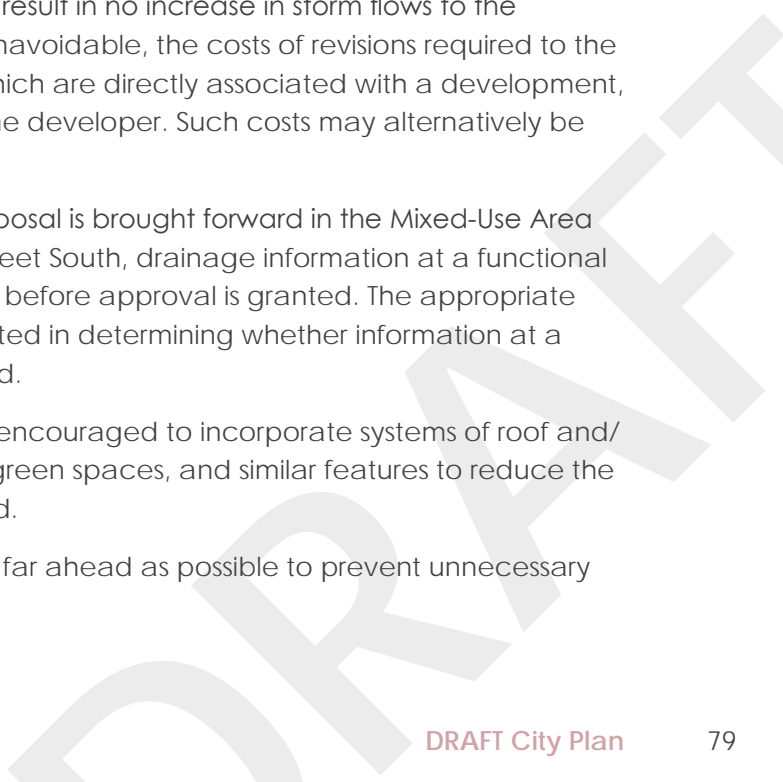 result in no increase in storm flows to the
navoidable, the costs of revisions required to the
hich are directly associated with a development,
ne developer. Such costs may alternatively be
posal is brought forward in the Mixed-Use Area
eet South, drainage information at a functional
before approval is granted. The appropriate
ted in determining whether information at a
d.
encouraged to incorporate systems of roof and/
green spaces, and similar features to reduce the
d.
far ahead as possible to prevent unnecessary
DRAFT
DRAFT City Plan 79